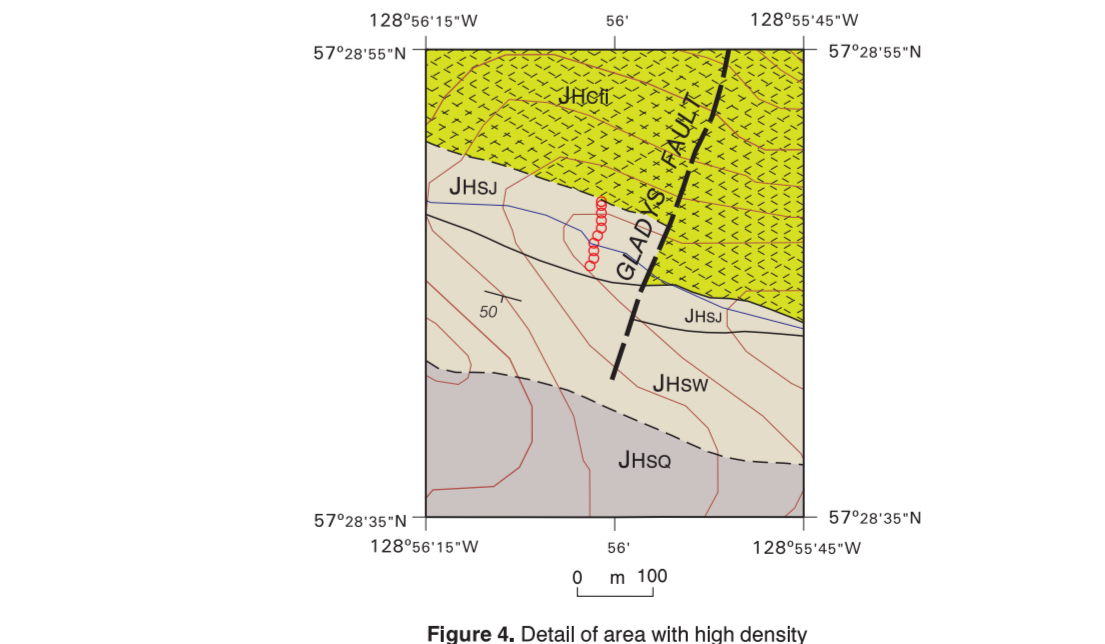 128°56'15"W 56' 128°55'45"W
57°28'55"N 57°28'55"N
JHcti
GLADYS FAULT
JHSJ
50
JHSJ
JHSW
JHSQ
57°28'35"N 57°28'35"N
128°56'15"W 56' 128°55'45"W
0 m 100
Figure 4. Detail of area with high density